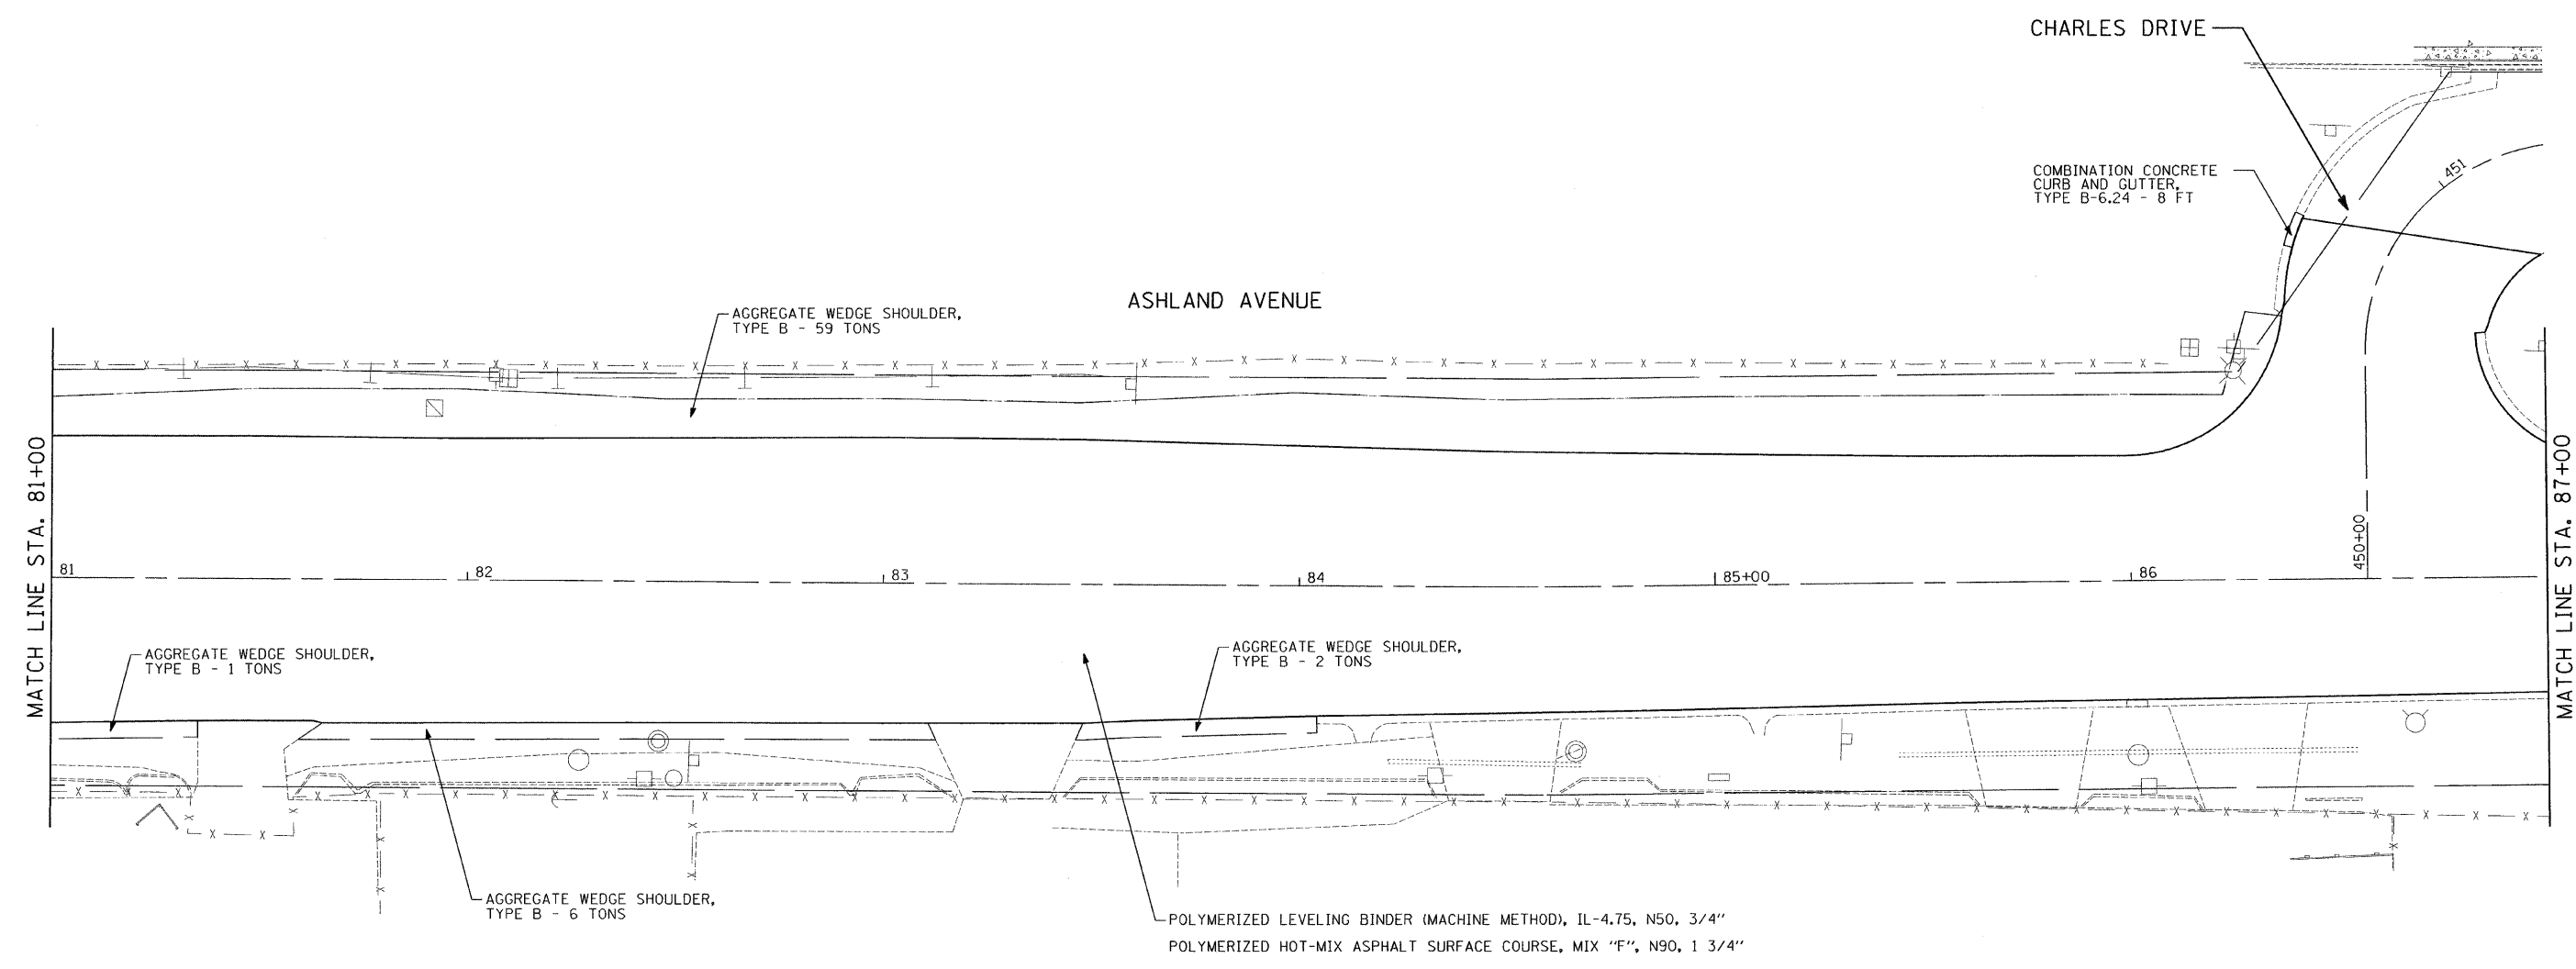 CHARLES DRIVE
COMBINATION CONCRETE
CURB AND GUTTER,
TYPE B-6.24 - 8 FT
451
ASHLAND AVENUE
AGGREGATE WEDGE SHOULDER,
TYPE B - 59 TONS
MATCH LINE STA. 81+00
MATCH LINE STA. 87+00
450+00
81
82
83
84
85+00
86
AGGREGATE WEDGE SHOULDER,
TYPE B - 1 TONS
AGGREGATE WEDGE SHOULDER,
TYPE B - 2 TONS
AGGREGATE WEDGE SHOULDER,
TYPE B - 6 TONS
POLYMERIZED LEVELING BINDER (MACHINE METHOD), IL-4.75, N50, 3/4"
POLYMERIZED HOT-MIX ASPHALT SURFACE COURSE, MIX "F", N90, 1 3/4"